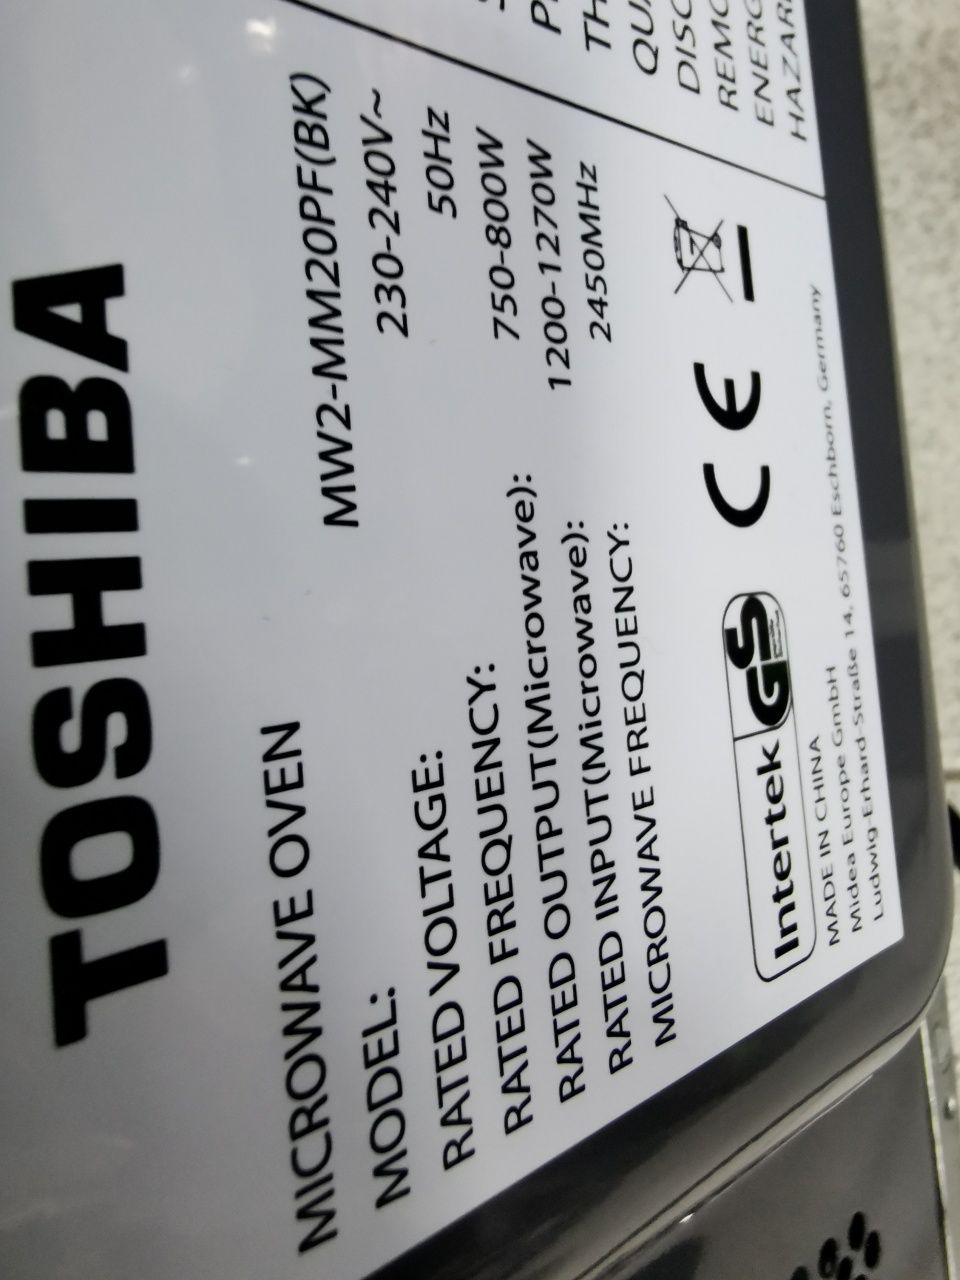 TOSHIBA
MICROWAVE OVEN
MODEL: MW2-MM20PF(BK)
RATED VOLTAGE: 230-240V~
RATED FREQUENCY: 50Hz
RATED OUTPUT(Microwave): 750-800W
RATED INPUT(Microwave): 1200-1270W
MICROWAVE FREQUENCY: 2450MHz
Intertek GS CE
MADE IN CHINA
Midea Europe GmbH
Ludwig-Erhard-Straße 14, 65760 Eschborn, Germany
TH
QUA
DISC
REMO
ENERG
HAZAR